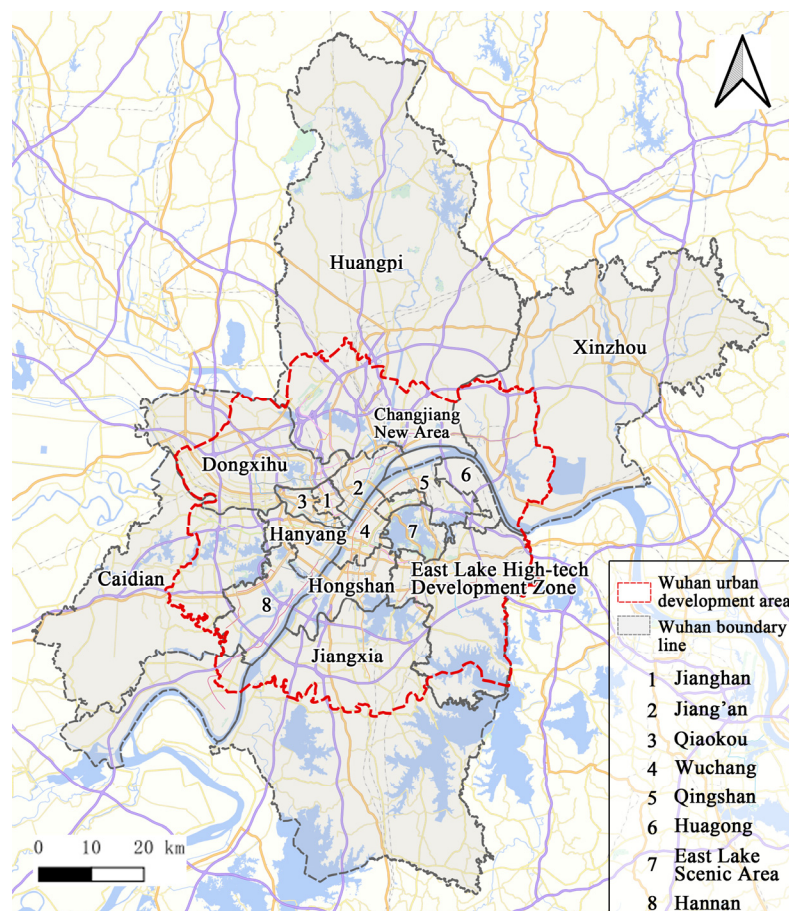 Huangpi
Xinzhou
Changjiang
New Area
Dongxihu
2
6
5
3
1
4
7
Hanyang
Caidian
Hongshan
East Lake High-tech
Development Zone
8
Jiangxia
Wuhan urban
development area
Wuhan boundary
line
1 Jianghan
2 Jiang'an
3 Qiaokou
4 Wuchang
5 Qingshan
6 Huagong
7 East Lake
Scenic Area
8 Hannan
0 10 20 km